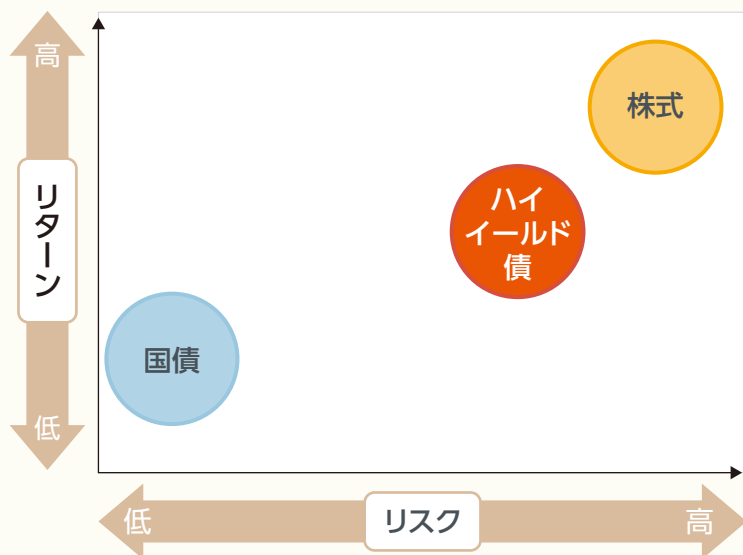 高
リターン
低
株式
ハイ
イールド
債
国債
低
リスク
高